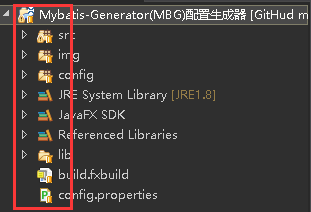 Mybatis-Generator(MBG)配置生成器 [GitHud m
src
img
config
JRE System Library [JRE1.8]
JavaFX SDK
Referenced Libraries
lib
build.fxbuild
config.properties